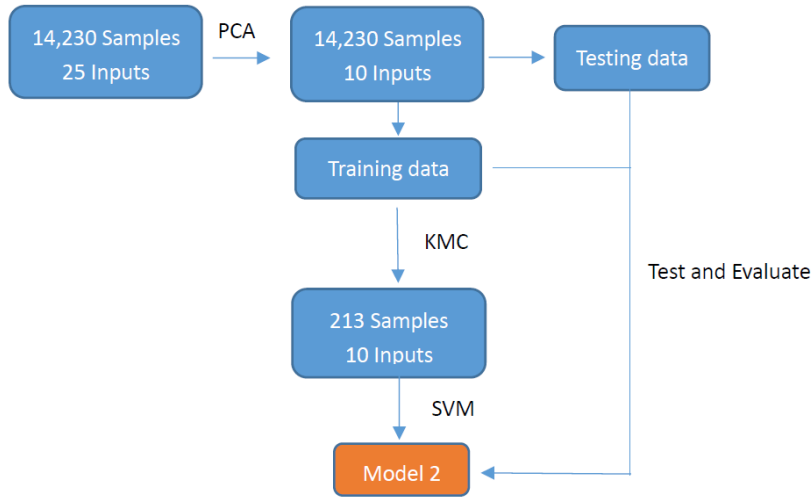 14,230 Samples
25 Inputs
PCA
14,230 Samples
10 Inputs
Testing data
Training data
KMC
Test and Evaluate
213 Samples
10 Inputs
SVM
Model 2